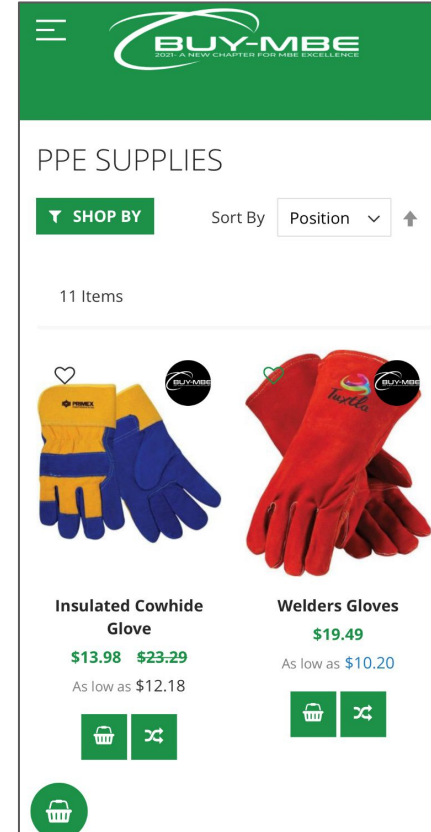 BUY-MBE
2021- A NEW CHAPTER FOR MBE EXCELLENCE
PPE SUPPLIES
SHOP BY
Sort By
Position
11 Items
BUY-MBE
PRIMEX
BUY-MBE
Tuxtla
Insulated Cowhide
Glove
$13.98 $23.29
As low as $12.18
Welders Gloves
$19.49
As low as $10.20